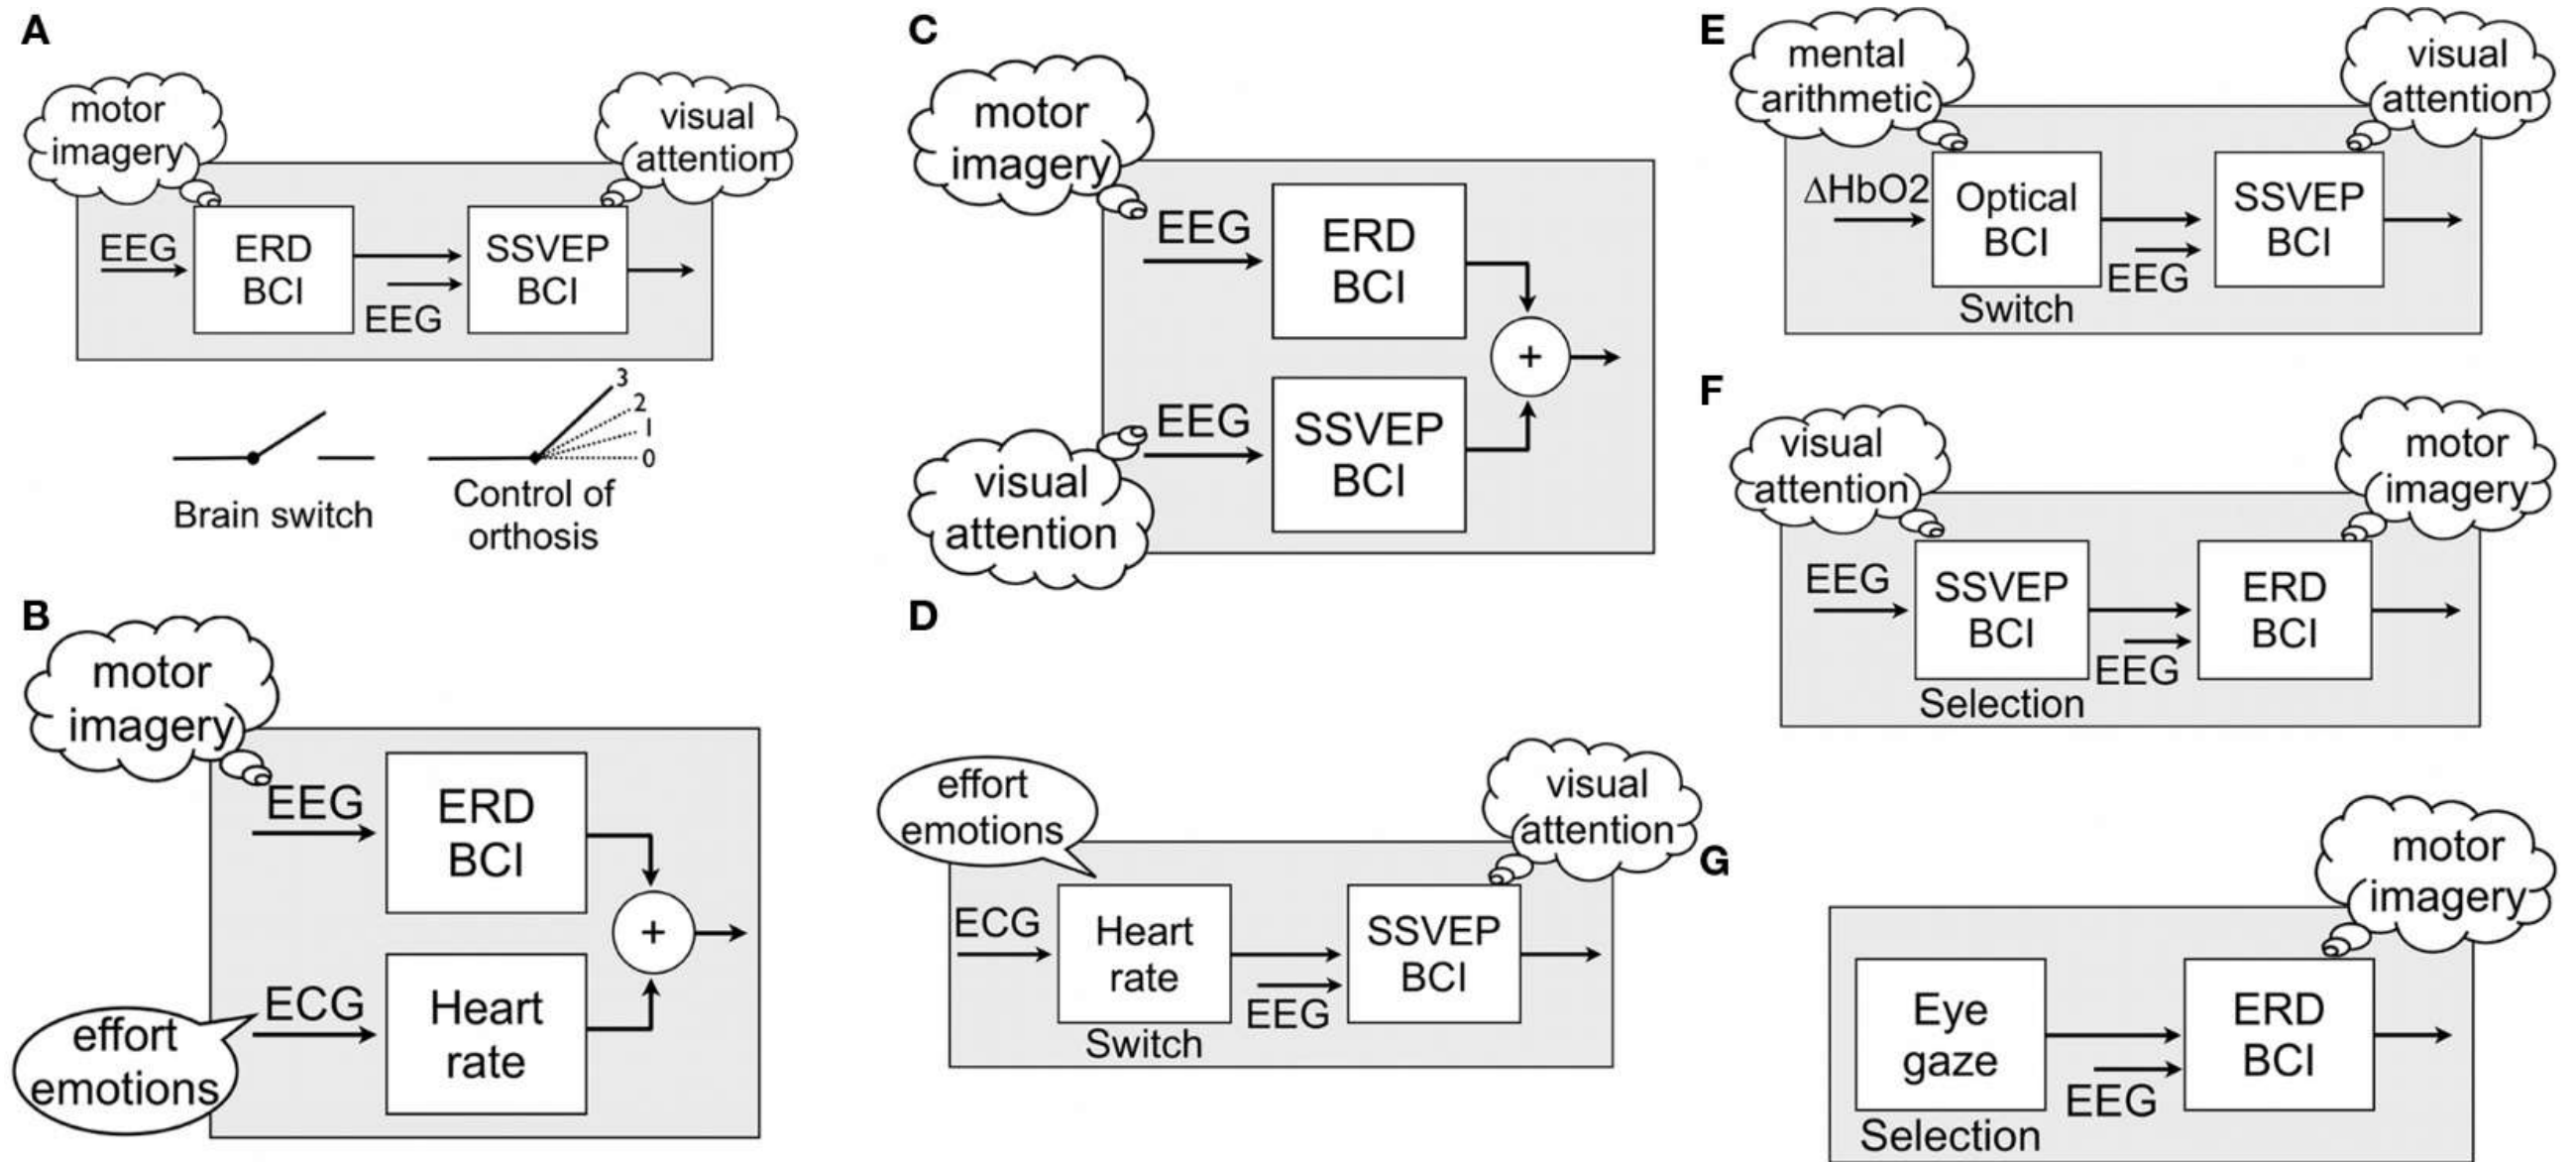 A
motor
imagery
visual
attention
EEG
ERD
BCI
EEG
SSVEP
BCI
Brain switch
3
2
1
0
Control of
orthosis
B
motor
imagery
EEG
ERD
BCI
+
ECG
Heart
rate
effort
emotions
C
motor
imagery
EEG
ERD
BCI
+
EEG
SSVEP
BCI
visual
attention
D
effort
emotions
visual
attention
ECG
Heart
rate
Switch
EEG
SSVEP
BCI
E
mental
arithmetic
visual
attention
ΔHbO2
Optical
BCI
Switch
EEG
SSVEP
BCI
F
visual
attention
motor
imagery
EEG
SSVEP
BCI
Selection
EEG
ERD
BCI
G
motor
imagery
Eye
gaze
Selection
EEG
ERD
BCI